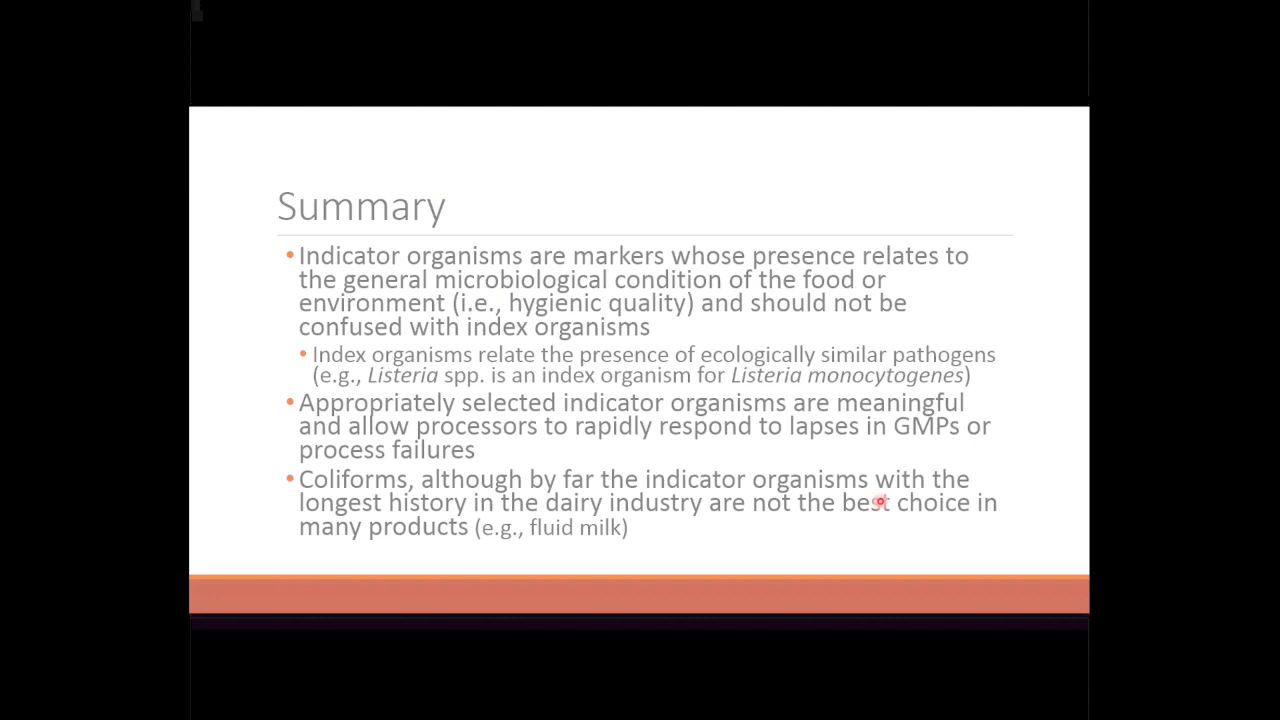 Summary
•Indicator organisms are markers whose presence relates to
the general microbiological condition of the food or
environment (i.e., hygienic quality) and should not be
confused with index organisms
•Index organisms relate the presence of ecologically similar pathogens
(e.g., Listeria spp. is an index organism for Listeria monocytogenes)
•Appropriately selected indicator organisms are meaningful
and allow processors to rapidly respond to lapses in GMPs or
process failures
•Coliforms, although by far the indicator organisms with the
longest history in the dairy industry are not the best choice in
many products (e.g., fluid milk)